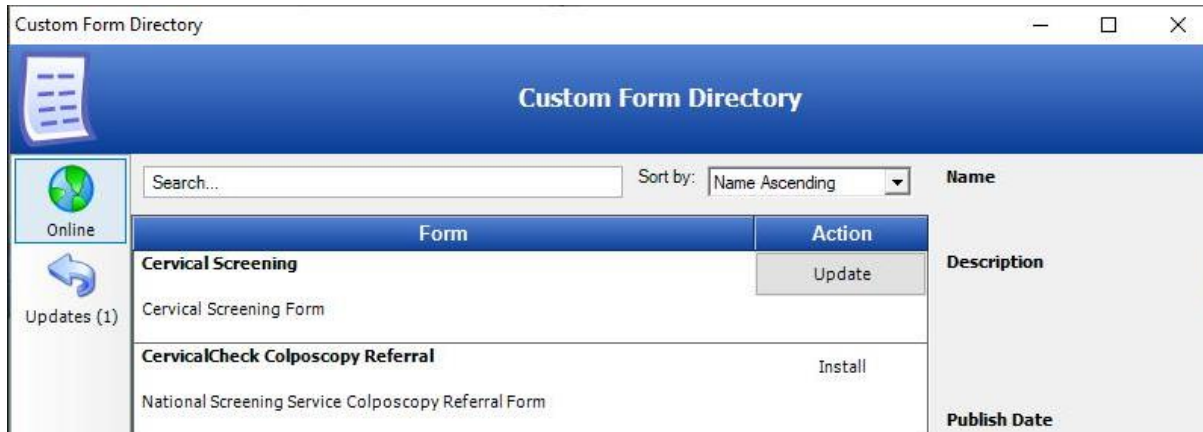 Custom Form Directory
Custom Form Directory
Search...
Sort by: Name Ascending
Name
Online
Form Action
Cervical Screening
Update
Description
Updates (1)
Cervical Screening Form
CervicalCheck Colposcopy Referral
Install
National Screening Service Colposcopy Referral Form
Publish Date